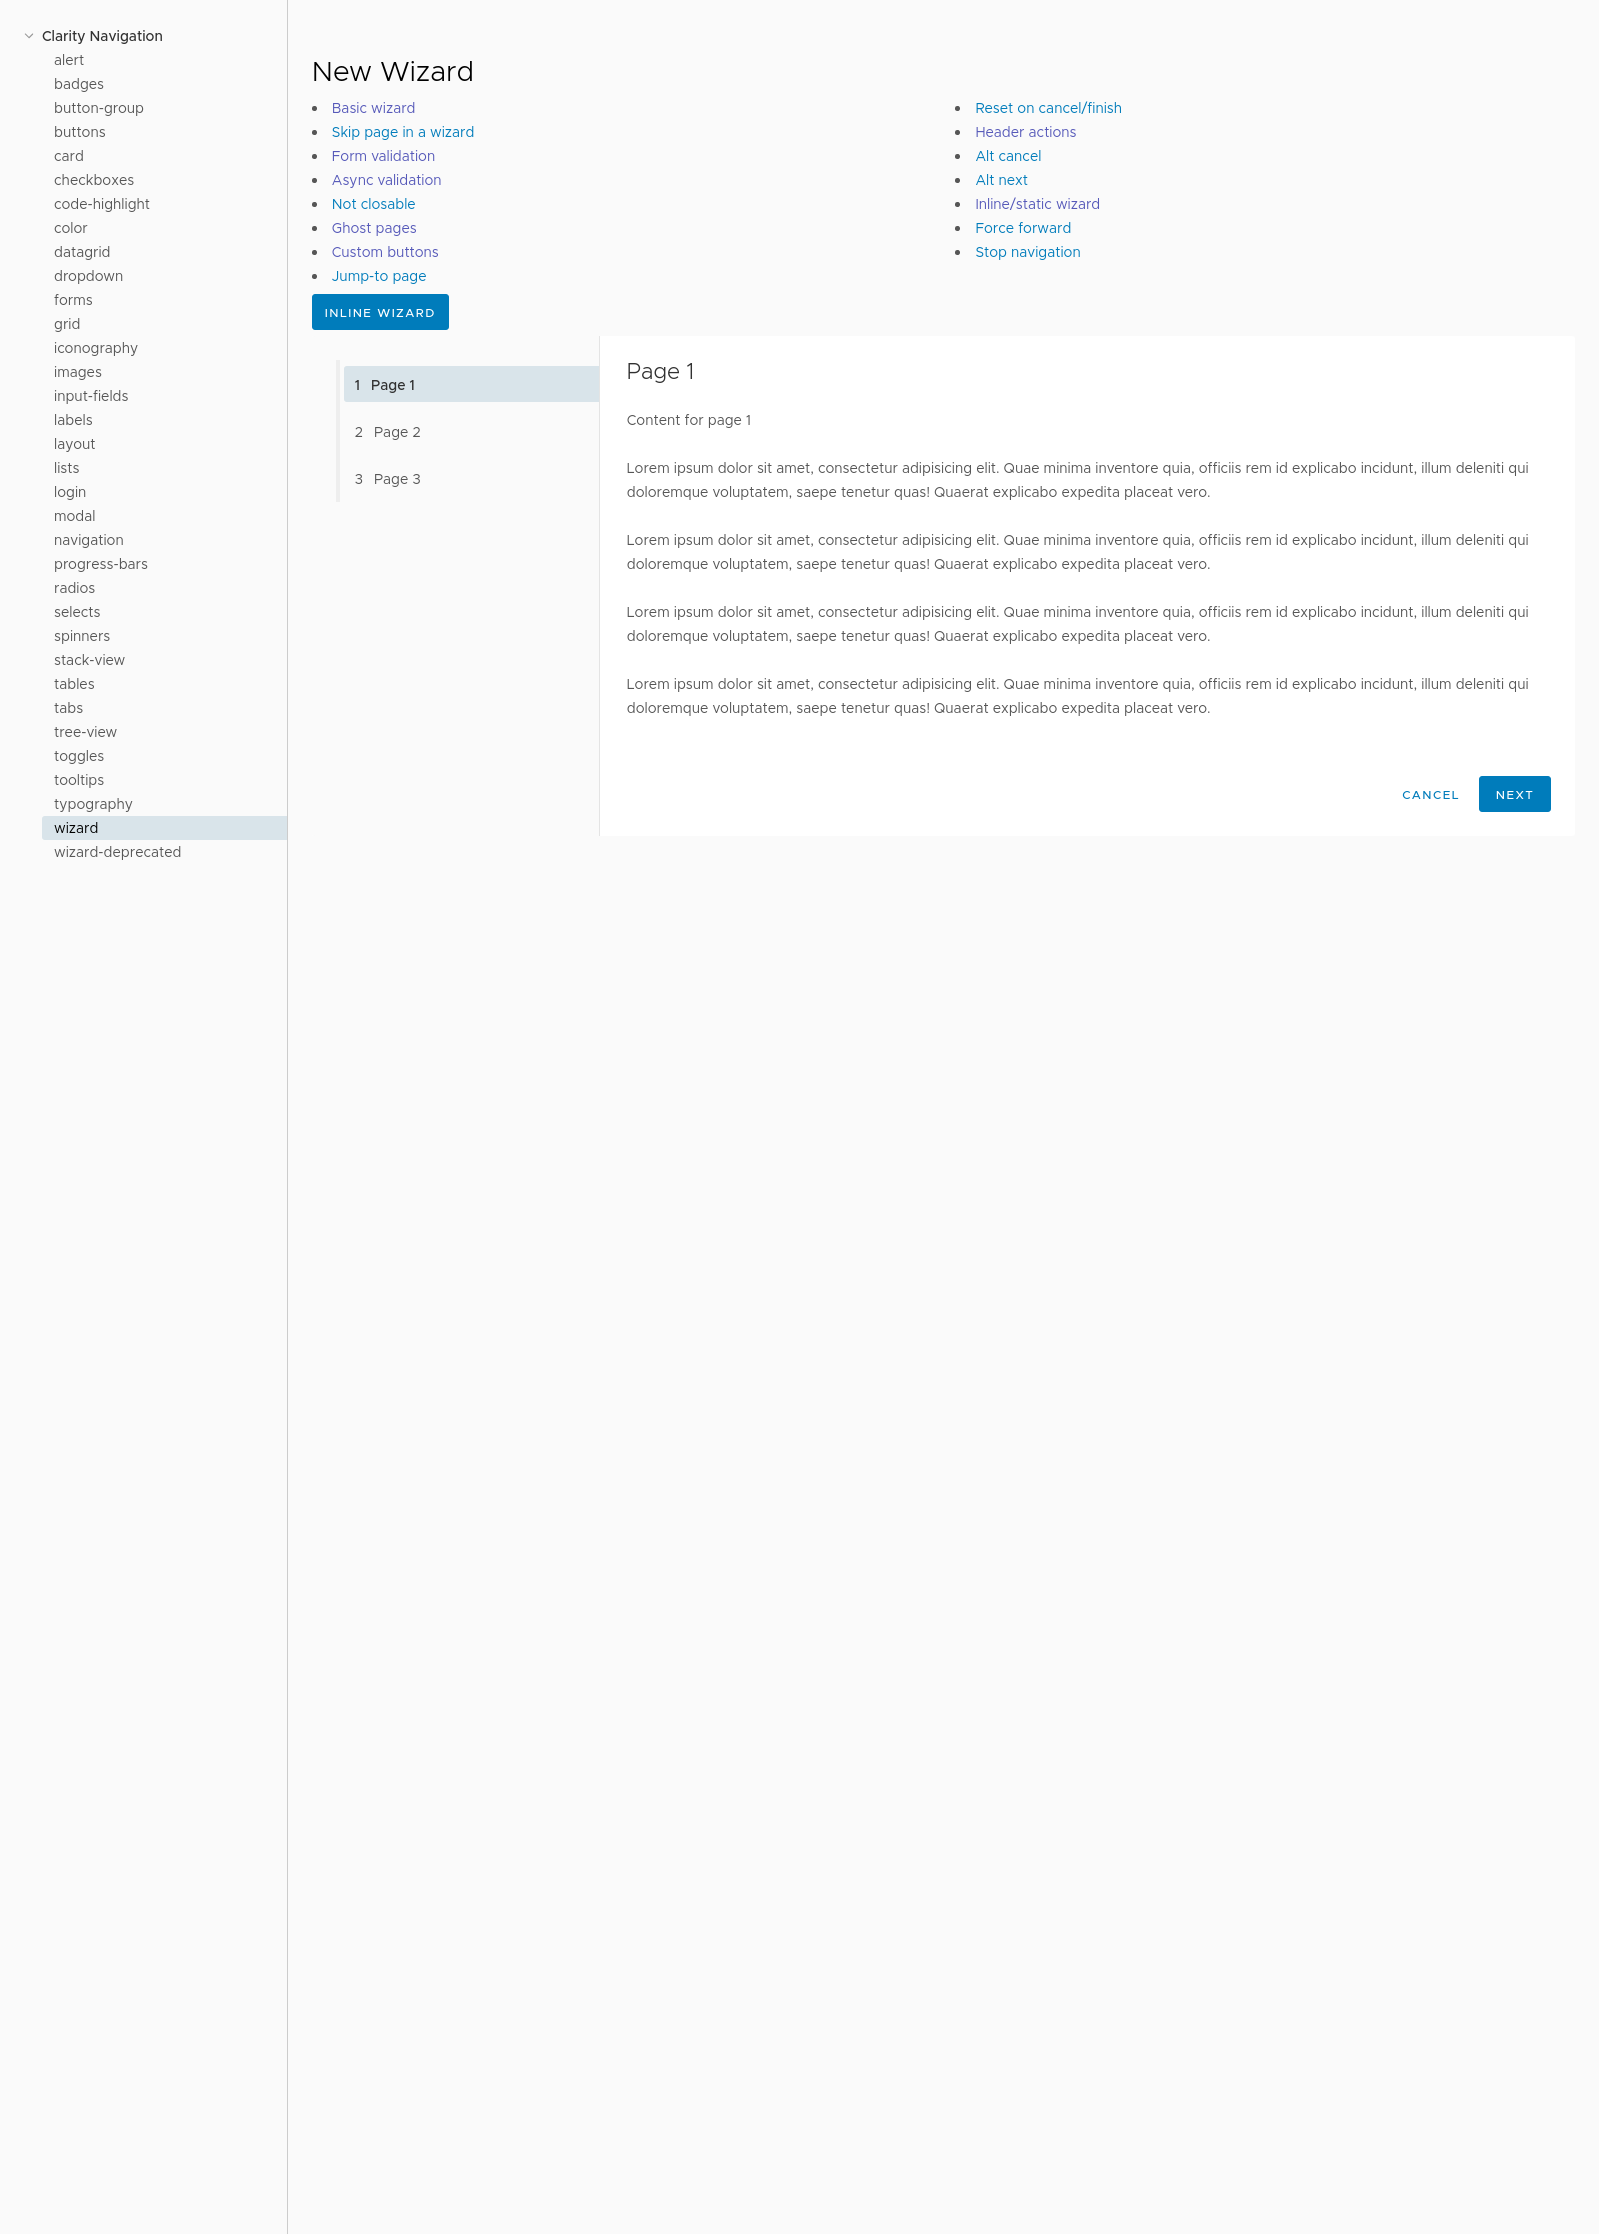 Clarity Navigation
alert
badges
button-group
buttons
card
checkboxes
code-highlight
color
datagrid
dropdown
forms
grid
iconography
images
input-fields
labels
layout
lists
login
modal
navigation
progress-bars
radios
selects
spinners
stack-view
tables
tabs
tree-view
toggles
tooltips
typography
wizard
wizard-deprecated
New Wizard
Basic wizard
Skip page in a wizard
Form validation
Async validation
Not closable
Ghost pages
Custom buttons
Jump-to page
Reset on cancel/finish
Header actions
Alt cancel
Alt next
Inline/static wizard
Force forward
Stop navigation
INLINE WIZARD
1 Page 1
2 Page 2
3 Page 3
Page 1
Content for page 1
Lorem ipsum dolor sit amet, consectetur adipisicing elit. Quae minima inventore quia, officiis rem id explicabo incidunt, illum deleniti qui
doloremque voluptatem, saepe tenetur quas! Quaerat explicabo expedita placeat vero.
Lorem ipsum dolor sit amet, consectetur adipisicing elit. Quae minima inventore quia, officiis rem id explicabo incidunt, illum deleniti qui
doloremque voluptatem, saepe tenetur quas! Quaerat explicabo expedita placeat vero.
Lorem ipsum dolor sit amet, consectetur adipisicing elit. Quae minima inventore quia, officiis rem id explicabo incidunt, illum deleniti qui
doloremque voluptatem, saepe tenetur quas! Quaerat explicabo expedita placeat vero.
Lorem ipsum dolor sit amet, consectetur adipisicing elit. Quae minima inventore quia, officiis rem id explicabo incidunt, illum deleniti qui
doloremque voluptatem, saepe tenetur quas! Quaerat explicabo expedita placeat vero.
CANCEL NEXT